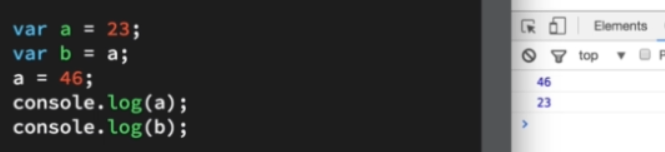 var a = 23;
var b = a;
a = 46;
console.log(a);
console.log(b);
Elements
top
46
23